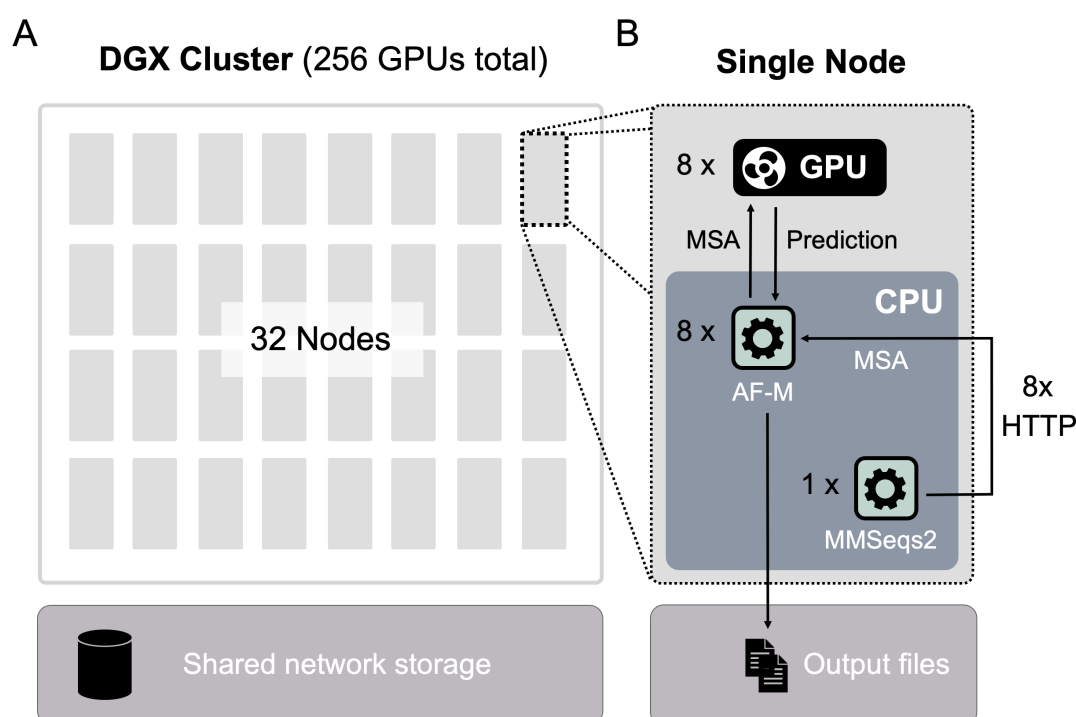 A
DGX Cluster (256 GPUs total)
32 Nodes
Shared network storage
B
Single Node
8 x
GPU
MSA
Prediction
CPU
8 x
AF-M
MSA
8x
HTTP
1 x
MMSeqs2
Output files